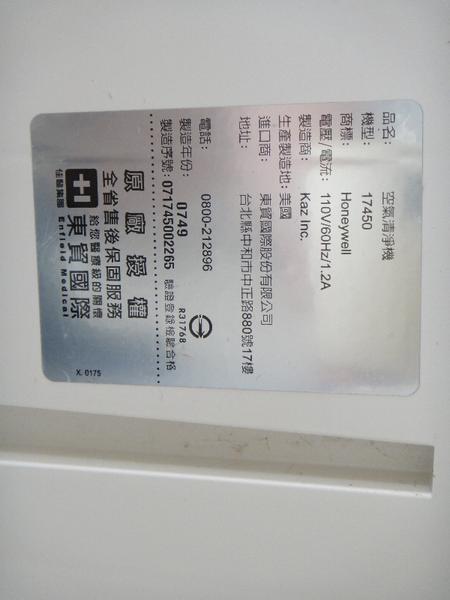 品名： 空氣清淨機
機型： 17450
商標： Honeywell
電壓/電流： 110V/60Hz/1.2A
製造商： Kaz Inc.
生產製造地：美國
進口商： 東貿國際股份有限公司
地址： 台北縣中和市中正路880號17樓
電話： 0800-212896
製造年份： 0749
製造序號：071745002265
R31768
驗證登錄檢驗合格
原廠授權
全省售後保固服務
佳醫集團
給您醫療級的關懷
東貿國際
Enfield Medical
X. 0175